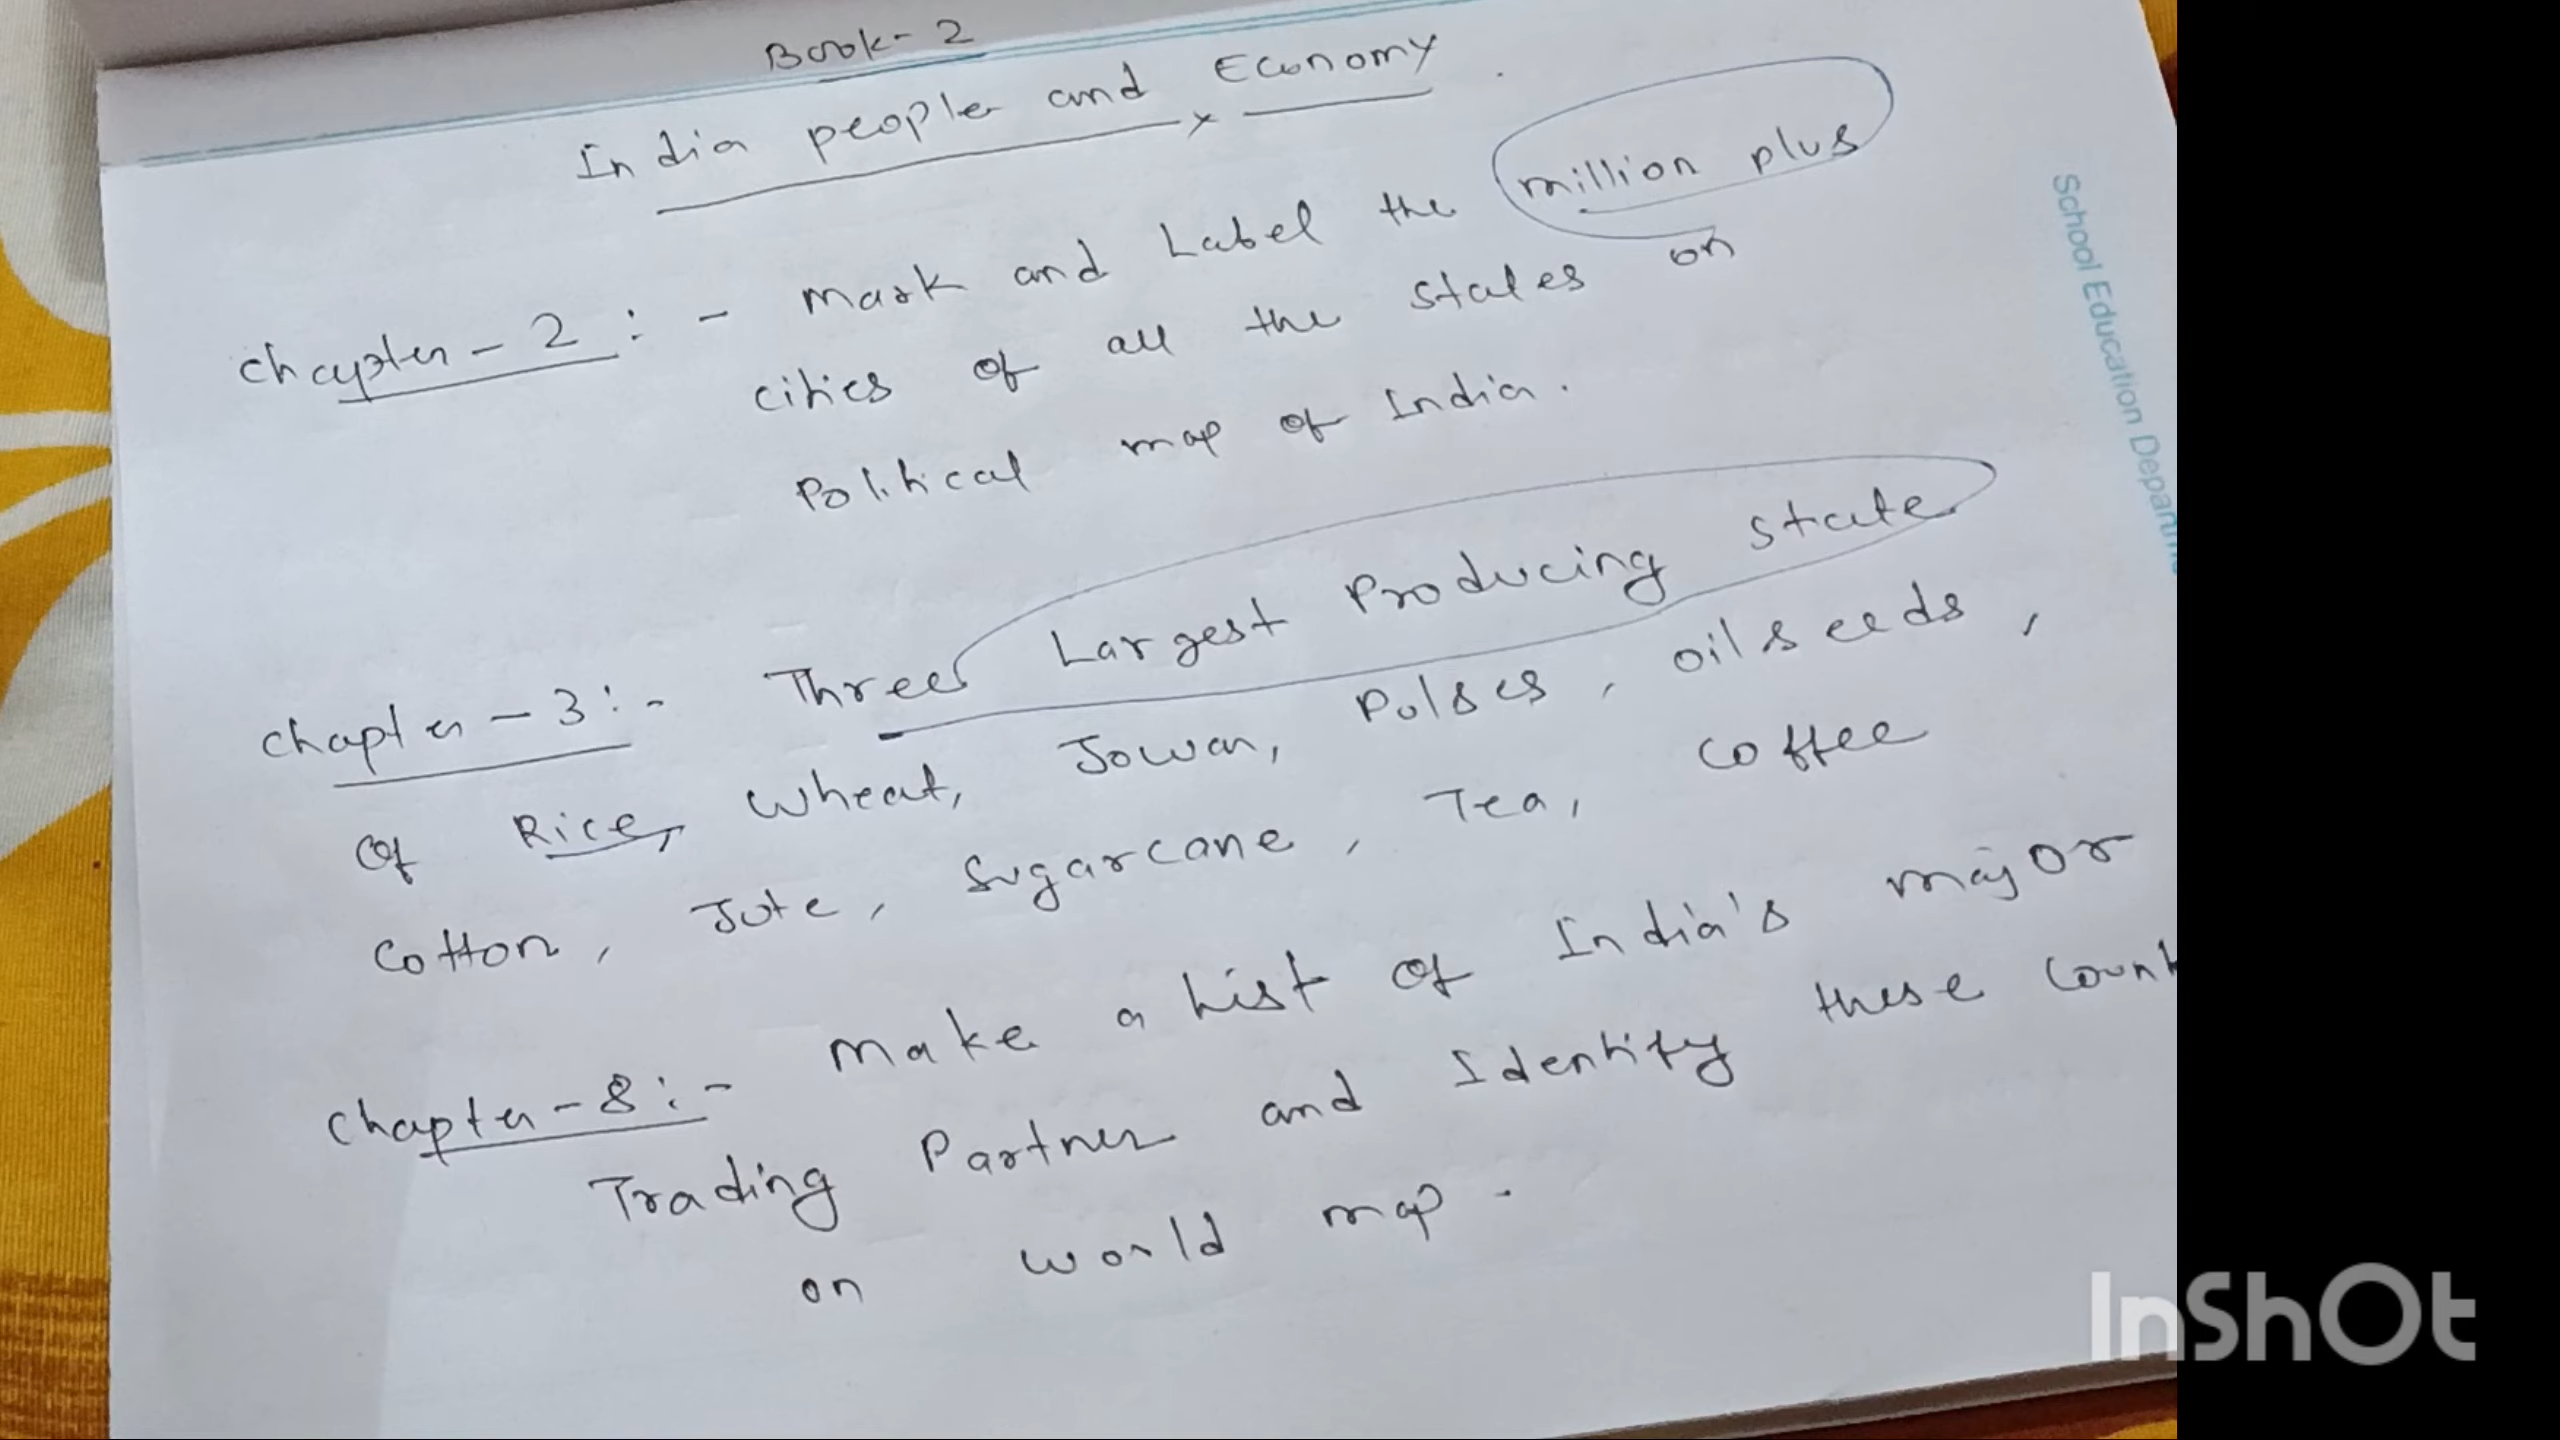 Book-2
India people and Economy
Chapter-2:- Mark and Label the million plus
cities of all the states on
Political map of India.
Chapter-3:- Three Largest Producing state
of Rice, Wheat, Jowar, Pulses, oilseeds,
Cotton, Jute, Sugarcane, Tea, Coffee
Chapter-8:- Make a List of India's major
Trading Partner and Identify these Count
on world map.
School Education Depar
InShOt